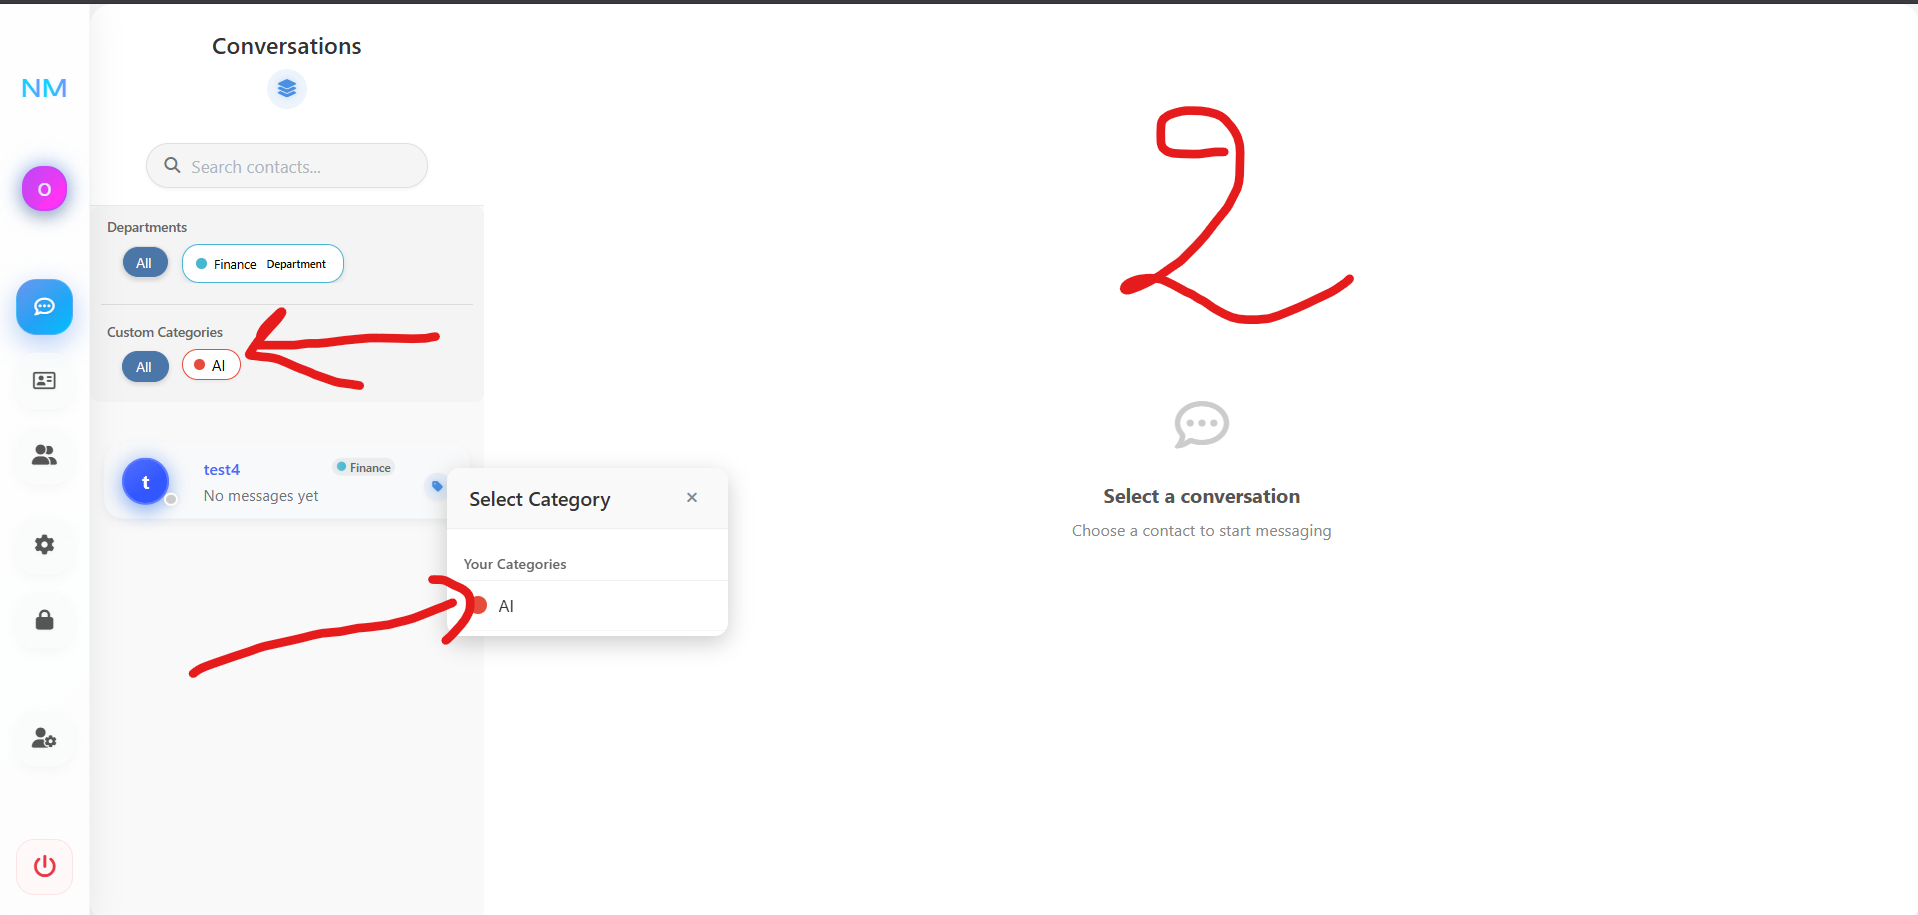 Conversations
NM
Search contacts...
O
Departments
All
Finance Department
Custom Categories
All
AI
2
t
test4
Finance
No messages yet
Select Category
Your Categories
AI
Select a conversation
Choose a contact to start messaging